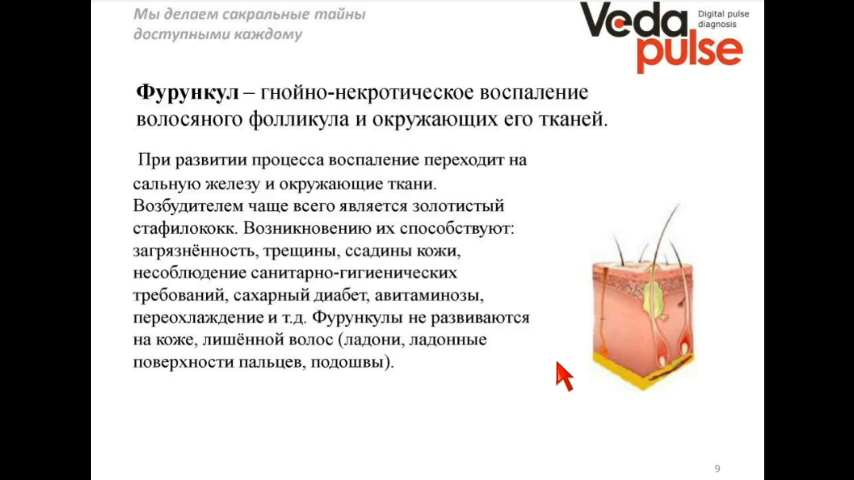 Мы делаем сакральные тайны
доступными каждому
Veda
pulse
Digital pulse
diagnosis
Фурункул – гнойно-некротическое воспаление
волосяного фолликула и окружающих его тканей.
При развитии процесса воспаление переходит на
сальную железу и окружающие ткани.
Возбудителем чаще всего является золотистый
стафилококк. Возникновению их способствуют:
загрязнённость, трещины, ссадины кожи,
несоблюдение санитарно-гигиенических
требований, сахарный диабет, авитаминозы,
переохлаждение и т.д. Фурункулы не развиваются
на коже, лишённой волос (ладони, ладонные
поверхности пальцев, подошвы).
9